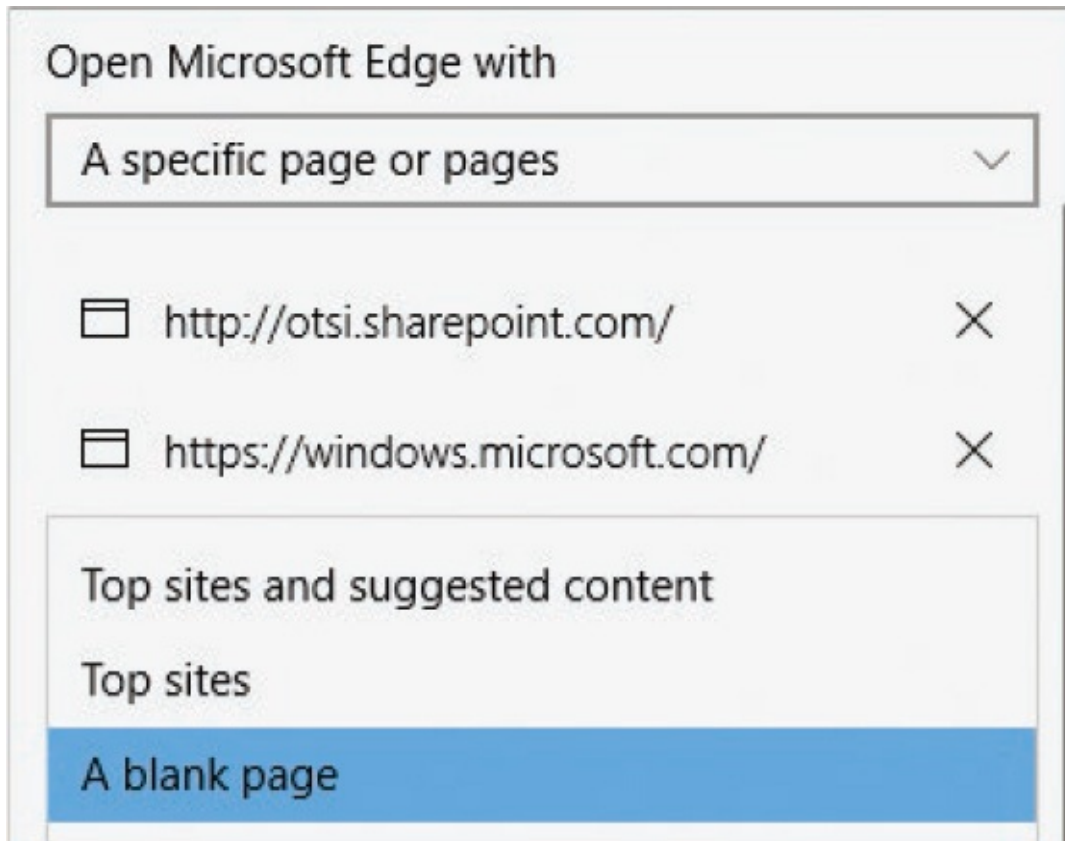 Open Microsoft Edge with
A specific page or pages
http://otsi.sharepoint.com/
https://windows.microsoft.com/
Top sites and suggested content
Top sites
A blank page